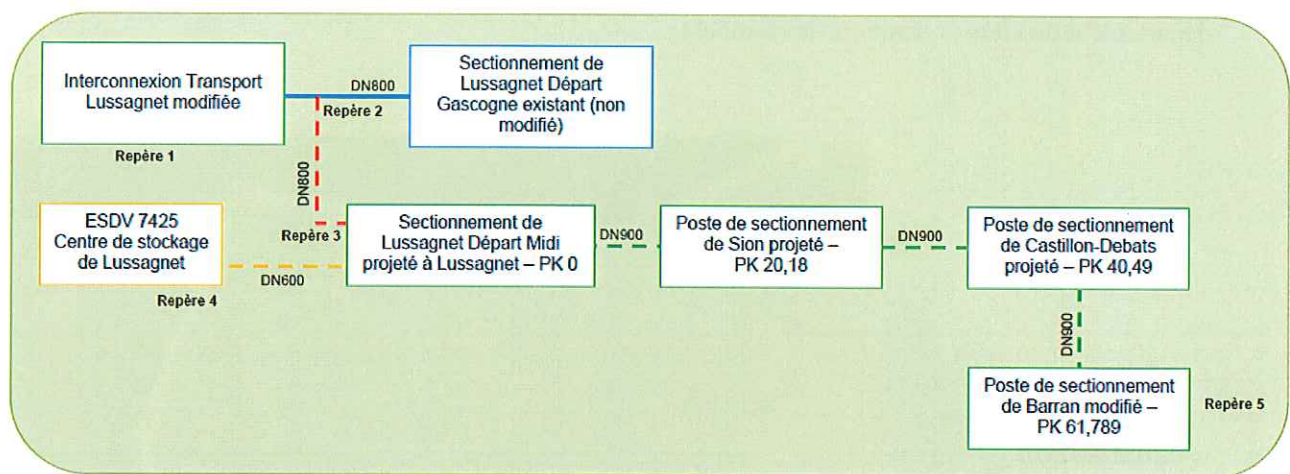 Interconnexion Transport
Lussagnet modifiée
Repère 1
DN800
Repère 2
Sectionnement de
Lussagnet Départ
Gascogne existant (non
modifié)
DN800
Repère 3
ESDV 7425
Centre de stockage
de Lussagnet
Repère 4
DN600
Sectionnement de
Lussagnet Départ Midi
projeté à Lussagnet – PK 0
DN900
Poste de sectionnement
de Sion projeté –
PK 20,18
DN900
Poste de sectionnement
de Castillon-Debats
projeté – PK 40,49
DN900
Poste de sectionnement
de Barran modifié –
PK 61,789
Repère 5